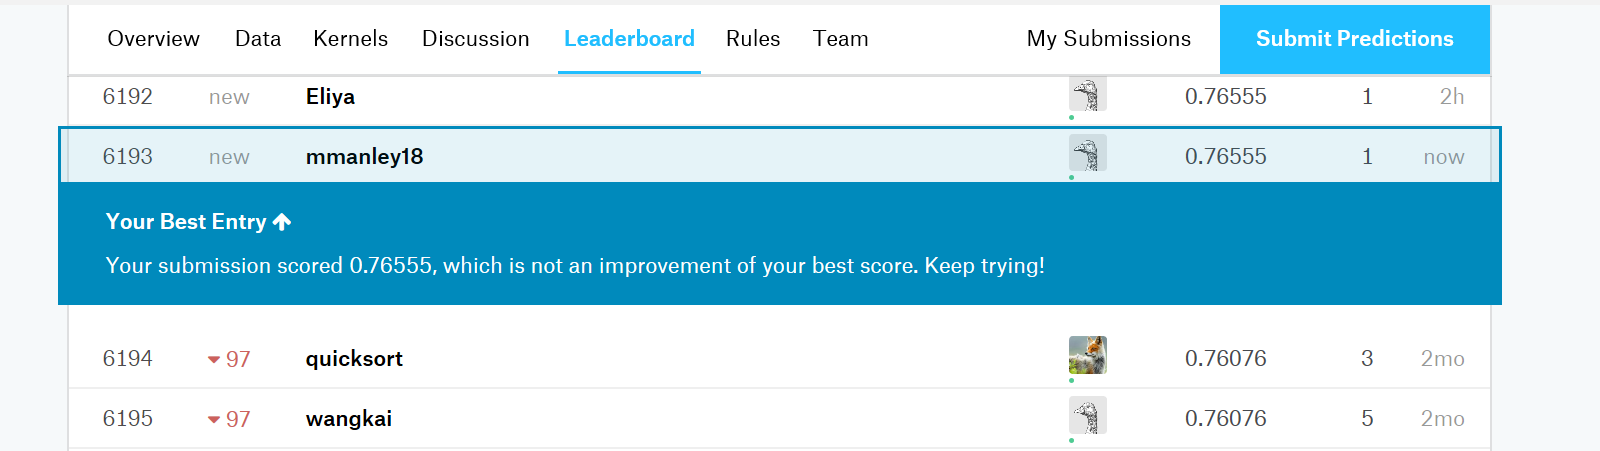 Overview Data Kernels Discussion Leaderboard Rules Team My Submissions Submit Predictions
6192 new Eliya 0.76555 1 2h
6193 new mmanley18 0.76555 1 now
Your Best Entry
Your submission scored 0.76555, which is not an improvement of your best score. Keep trying!
6194 97 quicksort 0.76076 3 2mo
6195 97 wangkai 0.76076 5 2mo